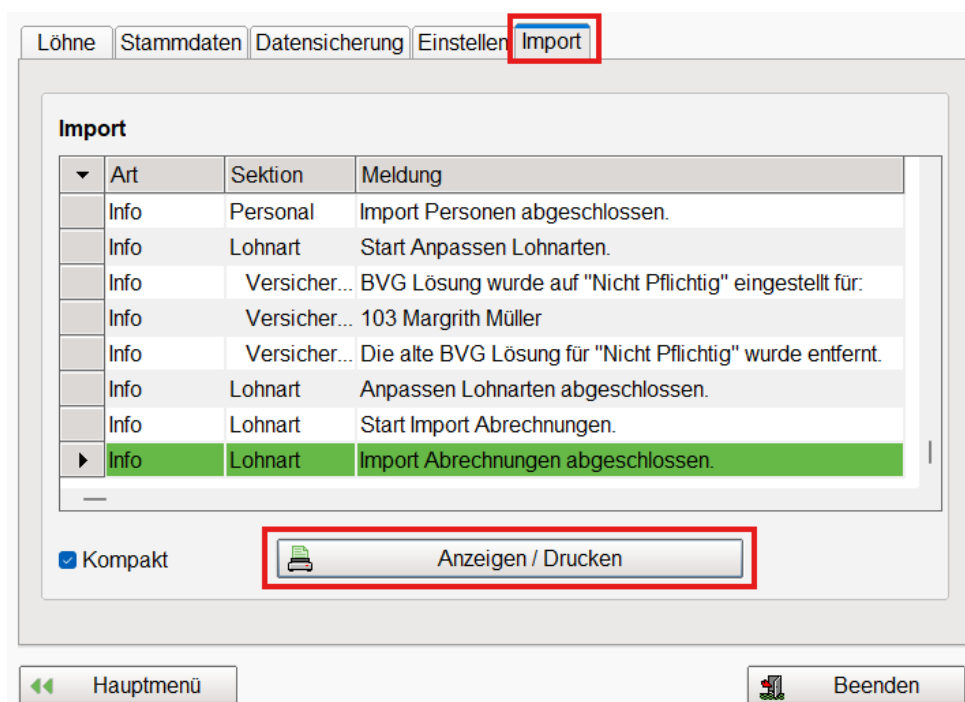 Löhne Stammdaten Datensicherung Einstellen Import
Import
Art Sektion Meldung
Info Personal Import Personen abgeschlossen.
Info Lohnart Start Anpassen Lohnarten.
Info Versicher... BVG Lösung wurde auf "Nicht Pflichtig" eingestellt für:
Info Versicher... 103 Margrith Müller
Info Versicher... Die alte BVG Lösung für "Nicht Pflichtig" wurde entfernt.
Info Lohnart Anpassen Lohnarten abgeschlossen.
Info Lohnart Start Import Abrechnungen.
Info Lohnart Import Abrechnungen abgeschlossen.
Kompakt Anzeigen / Drucken
Hauptmenü Beenden